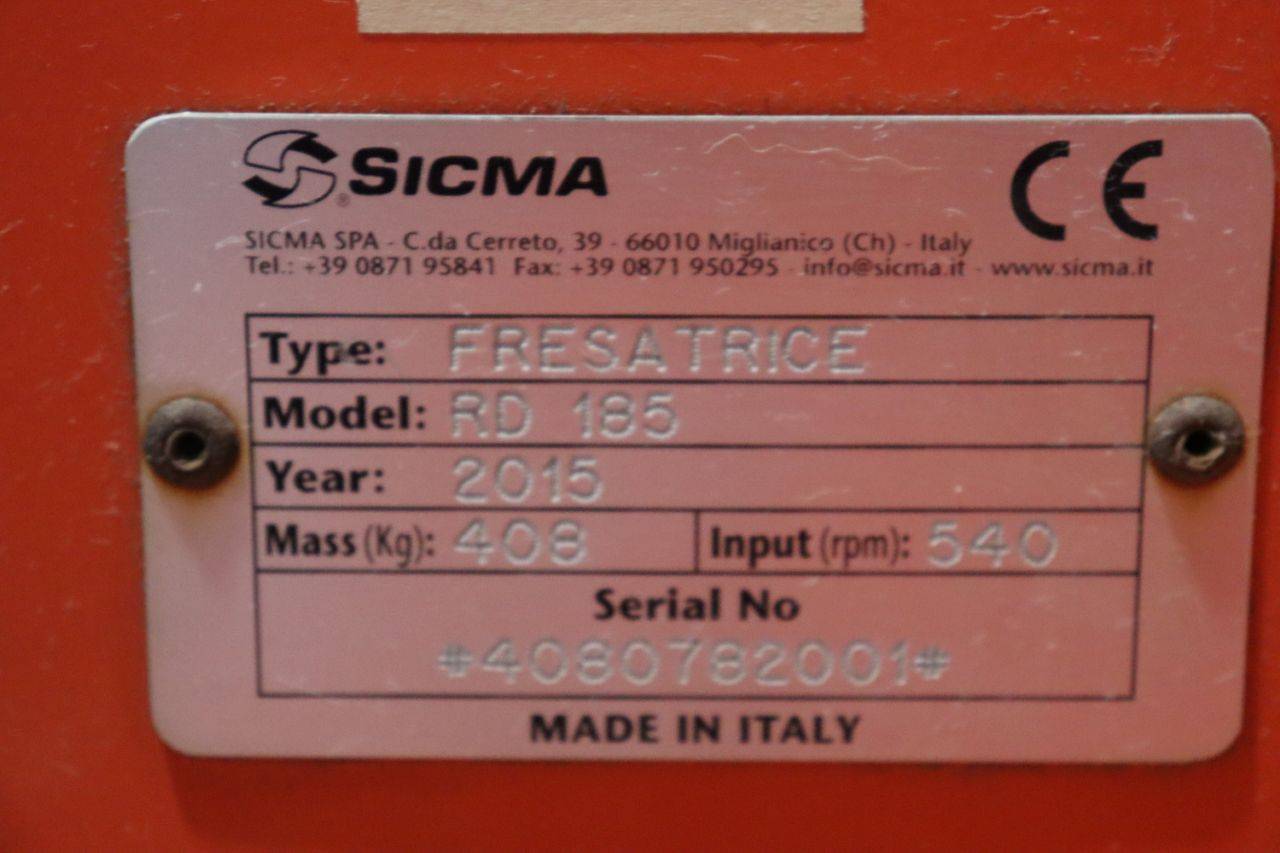 SICMA
CE
SICMA SPA - C.da Cerreto, 39 - 66010 Miglianico (Ch) - Italy
Tel.: +39 0871 95841 Fax: +39 0871 950295 - info@sicma.it - www.sicma.it
Type: FRESATRICE
Model: RD 185
Year: 2015
Mass (Kg): 408 Input (rpm): 540
Serial No
#4080782001#
MADE IN ITALY